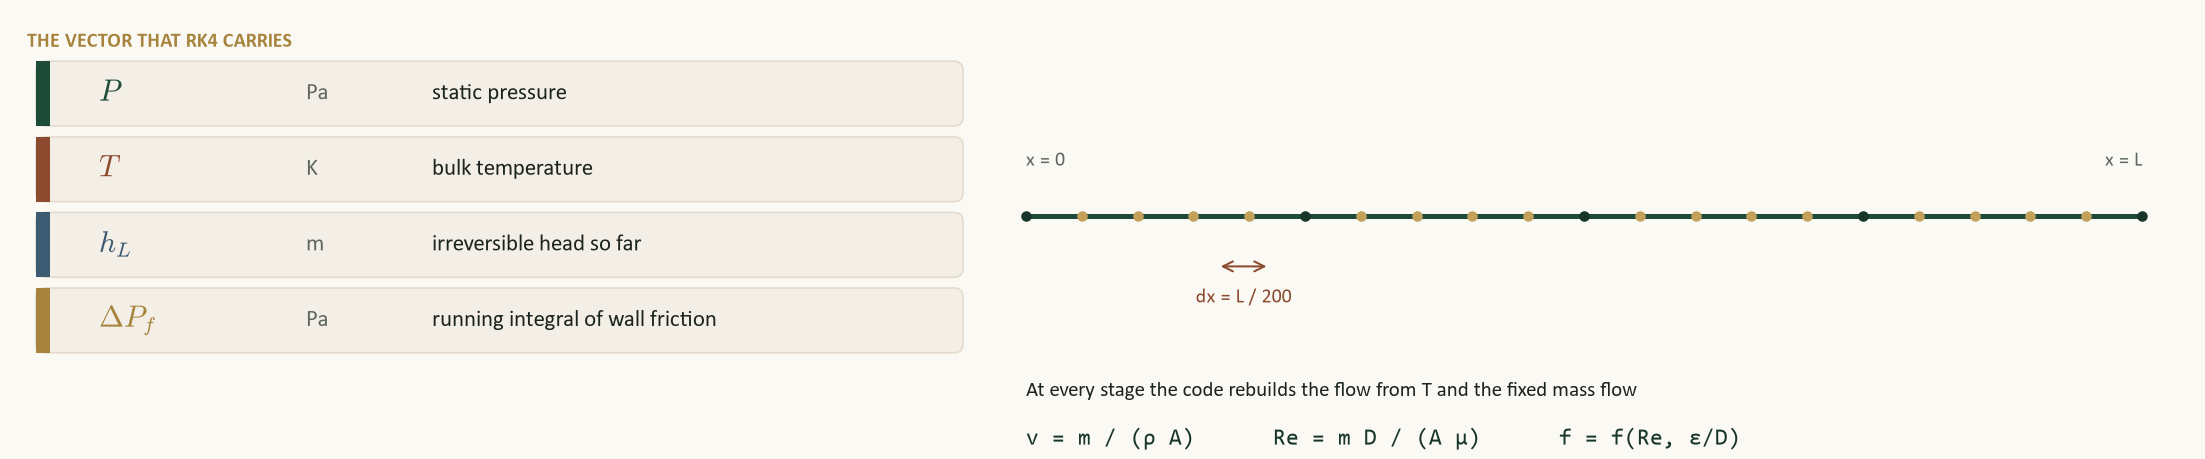 THE VECTOR THAT RK4 CARRIES
P Pa static pressure
T K bulk temperature
h_L m irreversible head so far
ΔP_f Pa running integral of wall friction
x = 0 x = L
dx = L / 200
At every stage the code rebuilds the flow from T and the fixed mass flow
v = m / (ρ A) Re = m D / (A μ) f = f(Re, ε/D)